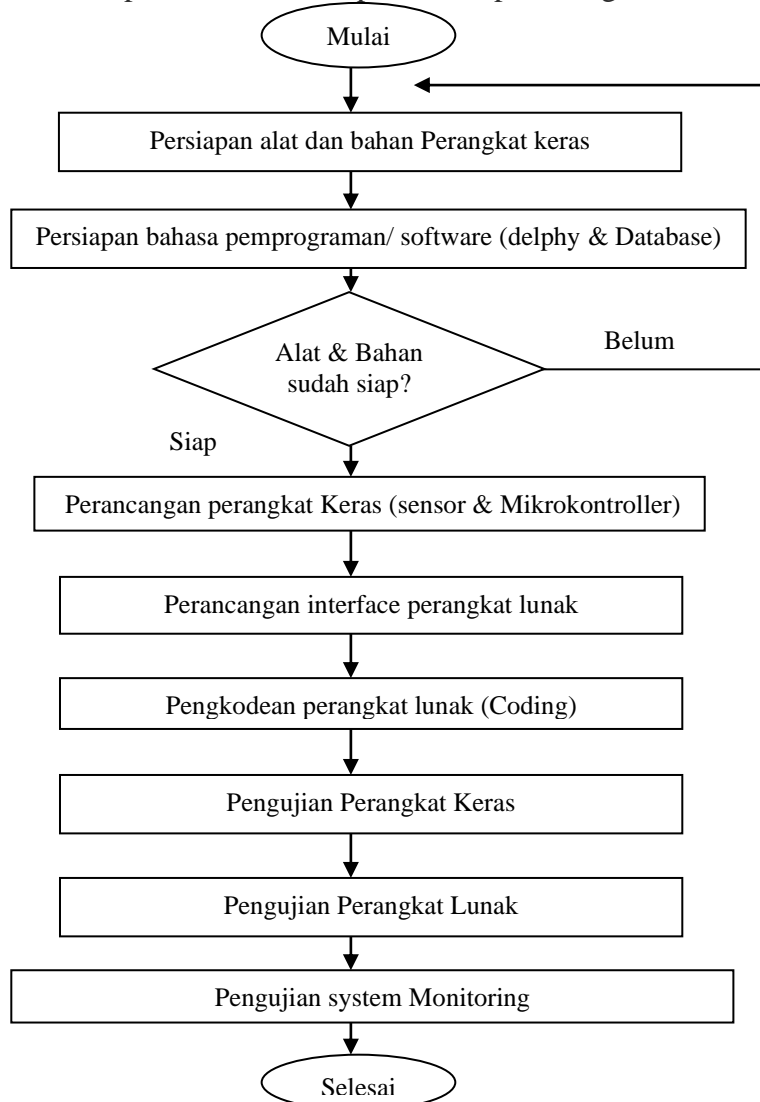 Mulai
Persiapan alat dan bahan Perangkat keras
Persiapan bahasa pemprograman/ software (delphy & Database)
Alat & Bahan
sudah siap?
Belum
Siap
Perancangan perangkat Keras (sensor & Mikrokontroller)
Perancangan interface perangkat lunak
Pengkodean perangkat lunak (Coding)
Pengujian Perangkat Keras
Pengujian Perangkat Lunak
Pengujian system Monitoring
Selesai